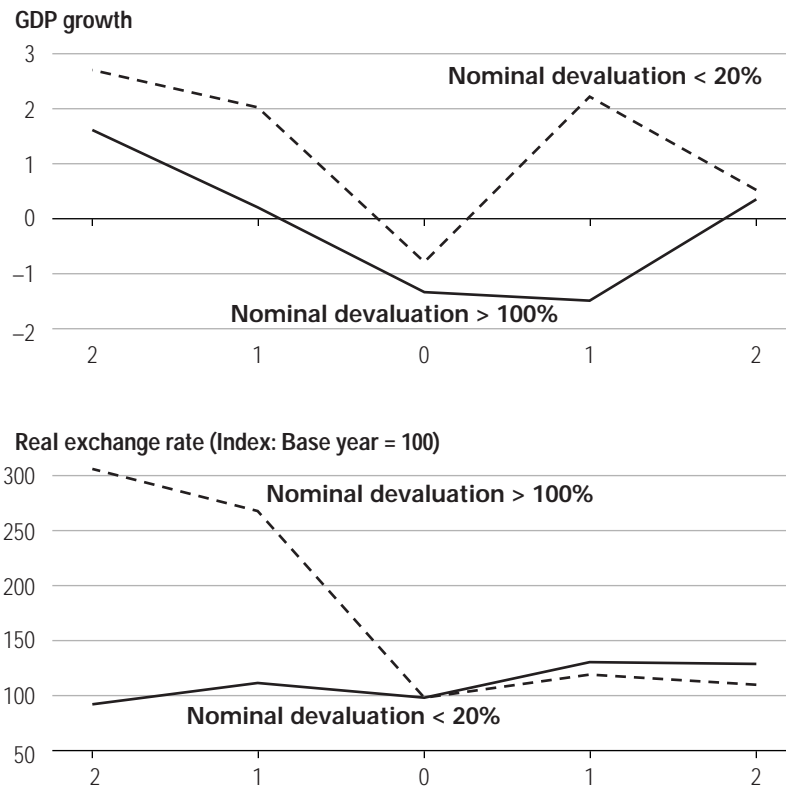 GDP growth
3
Nominal devaluation < 20%
2
1
0
–1
Nominal devaluation > 100%
–2
2 1 0 1 2
Real exchange rate (Index: Base year = 100)
300
Nominal devaluation > 100%
250
200
150
100
Nominal devaluation < 20%
50
2 1 0 1 2